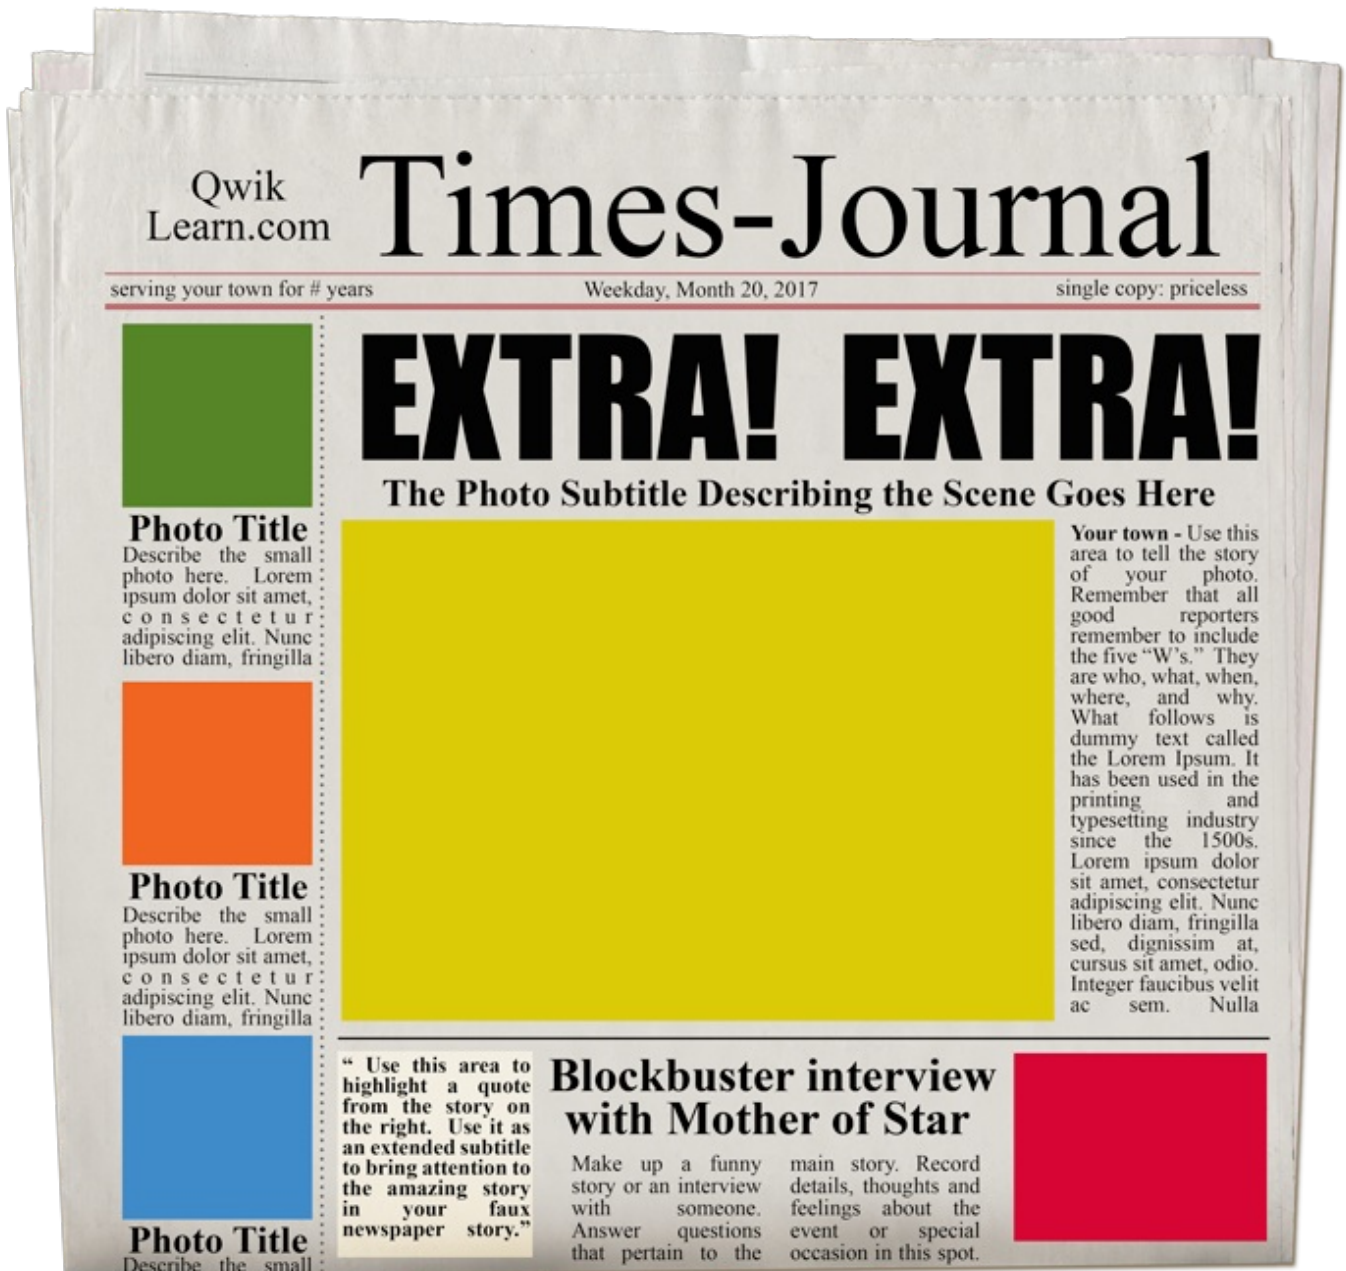 Qwik
Learn.com
Times-Journal
serving your town for # years
Weekday, Month 20, 2017
single copy: priceless
Photo Title
Describe the small
photo here. Lorem
ipsum dolor sit amet,
consectetur
adipiscing elit. Nunc
libero diam, fringilla
Photo Title
Describe the small
photo here. Lorem
ipsum dolor sit amet,
consectetur
adipiscing elit. Nunc
libero diam, fringilla
Photo Title
Describe the small
EXTRA! EXTRA!
The Photo Subtitle Describing the Scene Goes Here
Your town - Use this
area to tell the story
of your photo.
Remember that all
good reporters
remember to include
the five “W’s.” They
are who, what, when,
where, and why.
What follows is
dummy text called
the Lorem Ipsum. It
has been used in the
printing and
typesetting industry
since the 1500s.
Lorem ipsum dolor
sit amet, consectetur
adipiscing elit. Nunc
libero diam, fringilla
sed, dignissim at,
cursus sit amet, odio.
Integer faucibus velit
ac sem. Nulla
“ Use this area to
highlight a quote
from the story on
the right. Use it as
an extended subtitle
to bring attention to
the amazing story
in your faux
newspaper story.”
Blockbuster interview
with Mother of Star
Make up a funny
story or an interview
with someone.
Answer questions
that pertain to the
main story. Record
details, thoughts and
feelings about the
event or special
occasion in this spot.